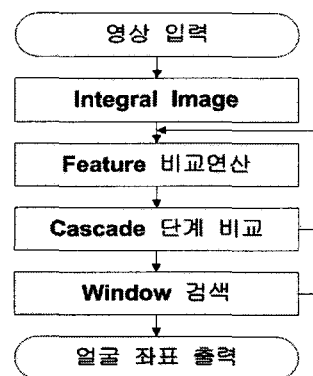 영상 입력
Integral Image
Feature 비교연산
Cascade 단계 비교
Window 검색
얼굴 좌표 출력